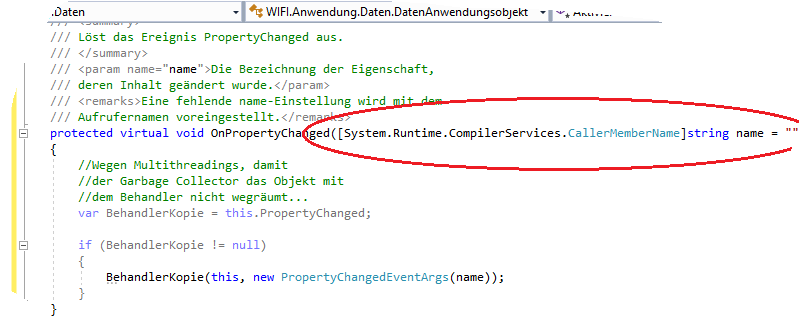 .Daten WIFI.Anwendung.Daten.DatenAnwendungsobjekt
/// <summary>
/// Löst das Ereignis PropertyChanged aus.
/// </summary>
/// <param name="name">Die Bezeichnung der Eigenschaft,
/// deren Inhalt geändert wurde.</param>
/// <remarks>Eine fehlende name-Einstellung wird mit dem
/// Aufrufernamen voreingestellt.</remarks>
protected virtual void OnPropertyChanged([System.Runtime.CompilerServices.CallerMemberName]string name = ""
{
//Wegen Multithreadings, damit
//der Garbage Collector das Objekt mit
//dem Behandler nicht wegräumt...
var BehandlerKopie = this.PropertyChanged;
if (BehandlerKopie != null)
{
BehandlerKopie(this, new PropertyChangedEventArgs(name));
}
}